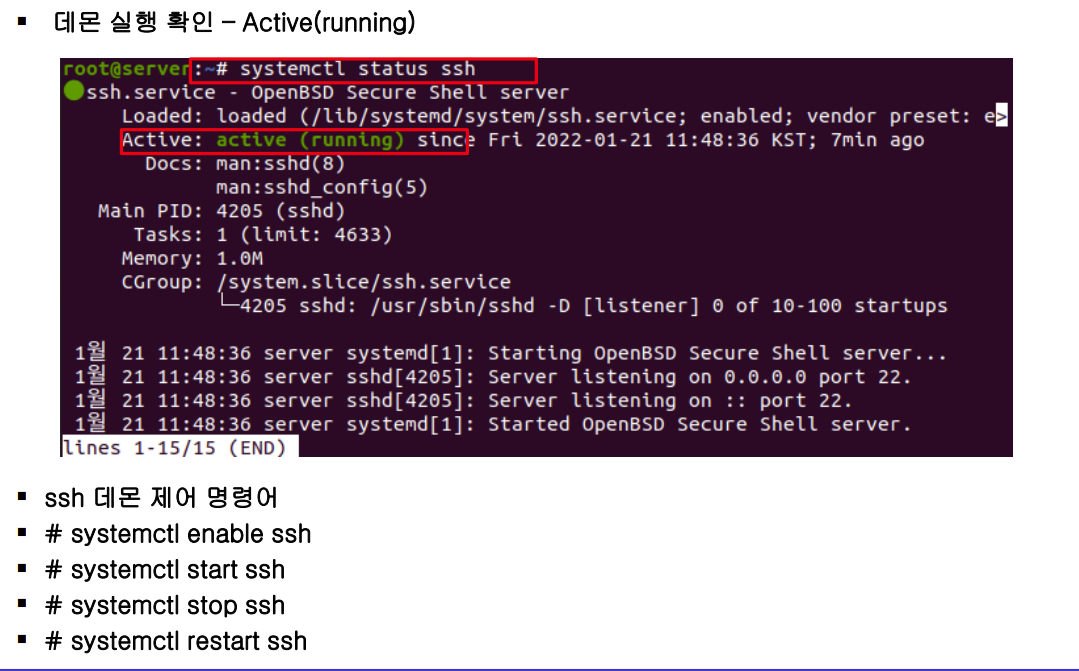 ▪ 데몬 실행 확인 – Active(running)
root@server:~# systemctl status ssh
●ssh.service - OpenBSD Secure Shell server
Loaded: loaded (/lib/systemd/system/ssh.service; enabled; vendor preset: e>
Active: active (running) since Fri 2022-01-21 11:48:36 KST; 7min ago
Docs: man:sshd(8)
man:sshd_config(5)
Main PID: 4205 (sshd)
Tasks: 1 (limit: 4633)
Memory: 1.0M
CGroup: /system.slice/ssh.service
└─4205 sshd: /usr/sbin/sshd -D [listener] 0 of 10-100 startups
1월 21 11:48:36 server systemd[1]: Starting OpenBSD Secure Shell server...
1월 21 11:48:36 server sshd[4205]: Server listening on 0.0.0.0 port 22.
1월 21 11:48:36 server sshd[4205]: Server listening on :: port 22.
1월 21 11:48:36 server systemd[1]: Started OpenBSD Secure Shell server.
lines 1-15/15 (END)
▪ ssh 데몬 제어 명령어
▪ # systemctl enable ssh
▪ # systemctl start ssh
▪ # systemctl stop ssh
▪ # systemctl restart ssh